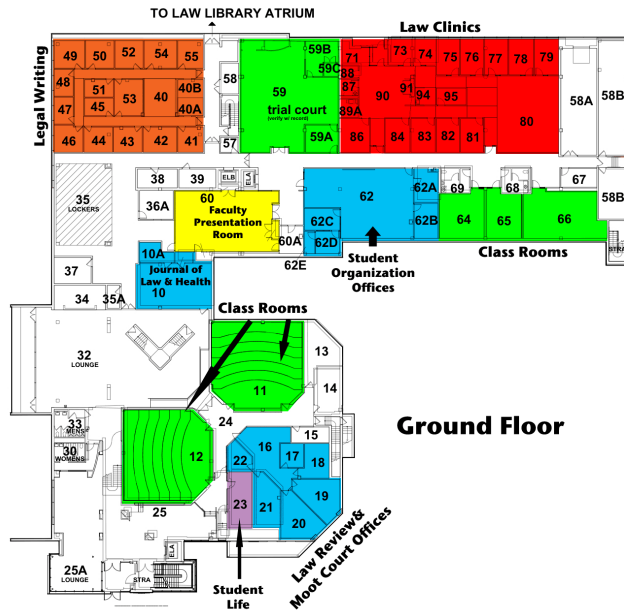 TO LAW LIBRARY ATRIUM
Law Clinics
Legal Writing
49 50 52 54 55
48 51 53 40 40B
47 45 40A
46 44 43 42 41
58
57
59B
59C
59
trial court
(verify w/ record)
59A
71 73 74 75 76 77 78 79
88
87 90 91 94 95
89A
86 84 83 82 81 80
58A 58B
35
LOCKERS
38 39 ELB ELA
36A
60
Faculty
Presentation
Room
60A
62
62A
62B
62C
62D
62E
69 68 67
64 65 66
58B
STRA
Class Rooms
Student
Organization
Offices
10A
Journal of
Law & Health
10
37
34 35A
Class Rooms
32
LOUNGE
11
13
14
33
MENS
30
WOMENS
12
24
15
16 17 18
22
23 21 19
20
25
25A
LOUNGE
ELA
STRA
Ground Floor
Law Review &
Moot Court Offices
Student
Life